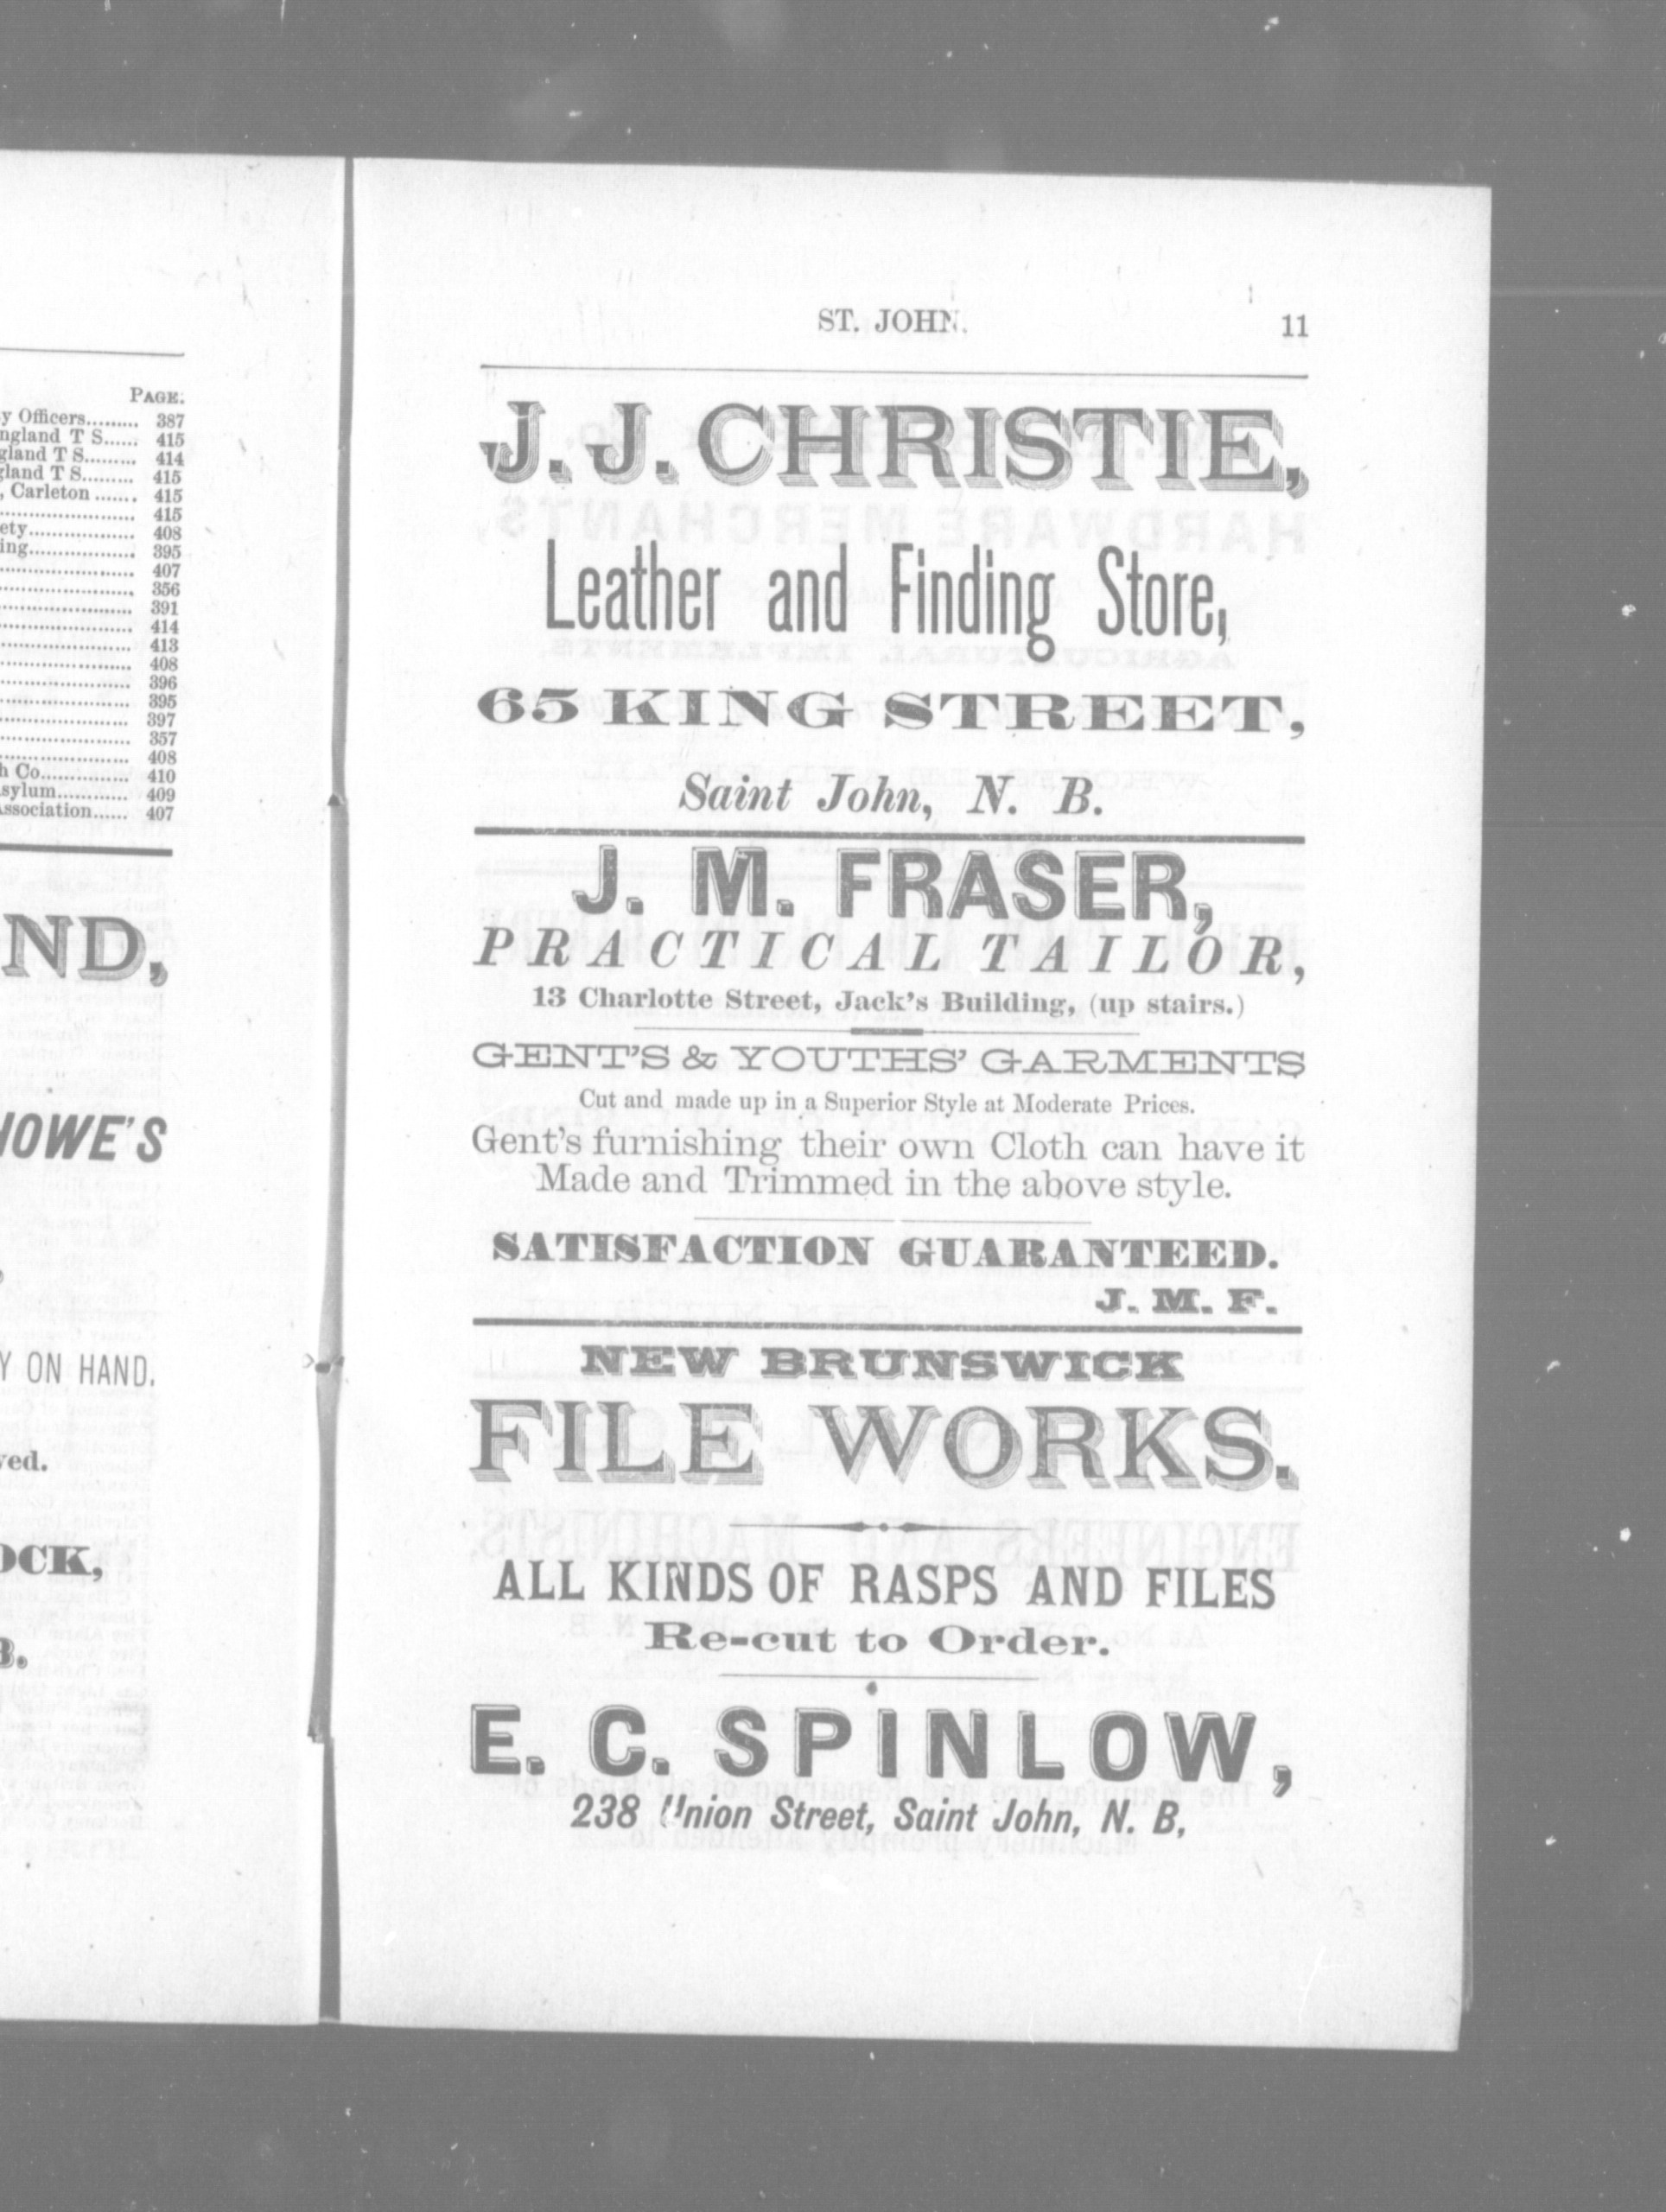 PAGE.
y Officers......... 387
ngland T S...... 415
gland T S......... 414
gland T S......... 415
, Carleton ....... 415
....................... 415
ety.................. 408
ing.................. 395
....................... 407
....................... 356
....................... 391
....................... 414
....................... 413
....................... 408
....................... 396
....................... 395
....................... 397
....................... 357
....................... 408
h Co............... 410
sylum............ 409
ssociation...... 407
ND,
HOWE'S
Y ON HAND.
ved.
OCK,
B.
ST. JOHN. 11
J. J. CHRISTIE,
Leather and Finding Store,
65 KING STREET,
Saint John, N. B.
J. M. FRASER,
PRACTICAL TAILOR,
13 Charlotte Street, Jack's Building, (up stairs.)
GENT'S & YOUTHS' GARMENTS
Cut and made up in a Superior Style at Moderate Prices.
Gent's furnishing their own Cloth can have it
Made and Trimmed in the above style.
SATISFACTION GUARANTEED.
J. M. F.
NEW BRUNSWICK
FILE WORKS.
ALL KINDS OF RASPS AND FILES
Re-cut to Order.
E. C. SPINLOW,
238 Union Street, Saint John, N. B,